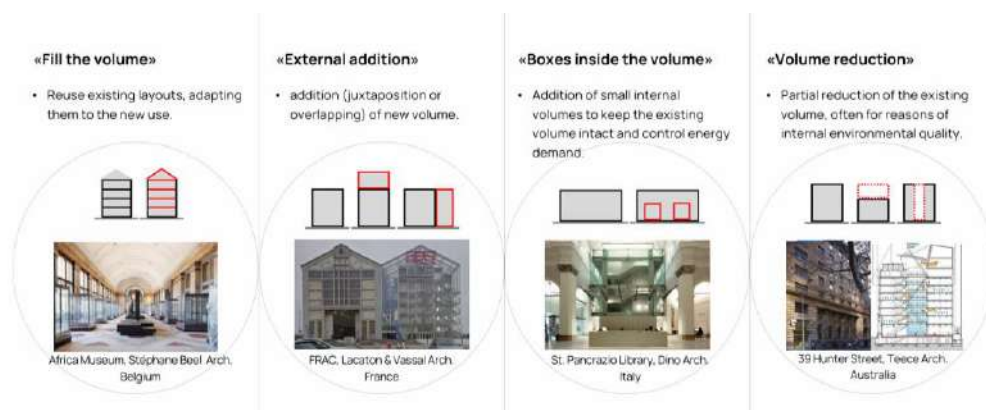 «Fill the volume»
• Reuse existing layouts, adapting
them to the new use.
Africa Museum, Stéphane Beel Arch.
Belgium
«External addition»
• addition (juxtaposition or
overlapping) of new volume.
FRAC, Lacaton & Vassal Arch.
France
«Boxes inside the volume»
• Addition of small internal
volumes to keep the existing
volume intact and control energy
demand.
St. Pancrazio Library, Dino Arch.
Italy
«Volume reduction»
• Partial reduction of the existing
volume, often for reasons of
internal environmental quality.
39 Hunter Street, Teece Arch.
Australia